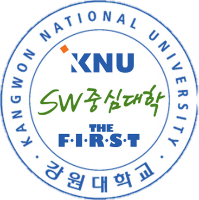 KANGWON NATIONAL UNIVERSITY
KNU
SW중심대학
THE
F·I·R·S·T
· 강원대학교 ·